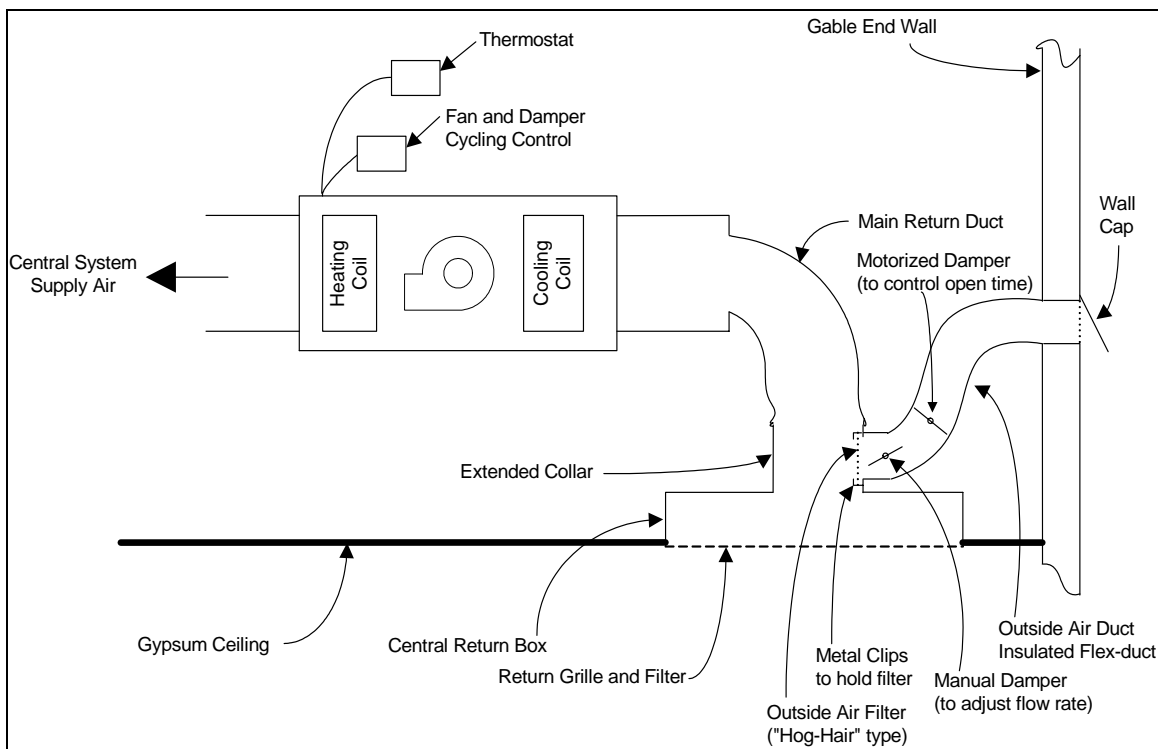 Thermostat
Gable End Wall
Fan and Damper
Cycling Control
Wall
Cap
Main Return Duct
Motorized Damper
(to control open time)
Central System
Supply Air
Heating
Coil
Cooling
Coil
Extended Collar
Gypsum Ceiling
Central Return Box
Return Grille and Filter
Metal Clips
to hold filter
Outside Air Filter
("Hog-Hair" type)
Outside Air Duct
Insulated Flex-duct
Manual Damper
(to adjust flow rate)